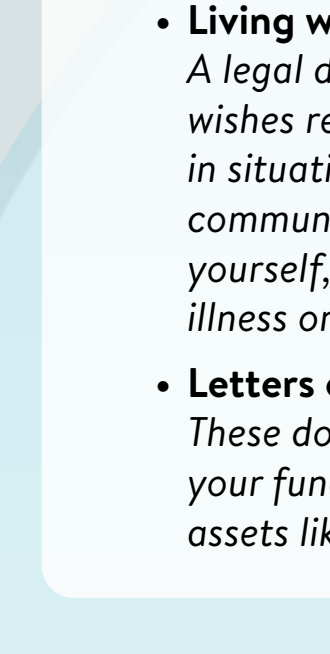 • Living w
A legal d
wishes re
in situati
commun
yourself,
illness or
• Letters o
These do
your fun
assets lik